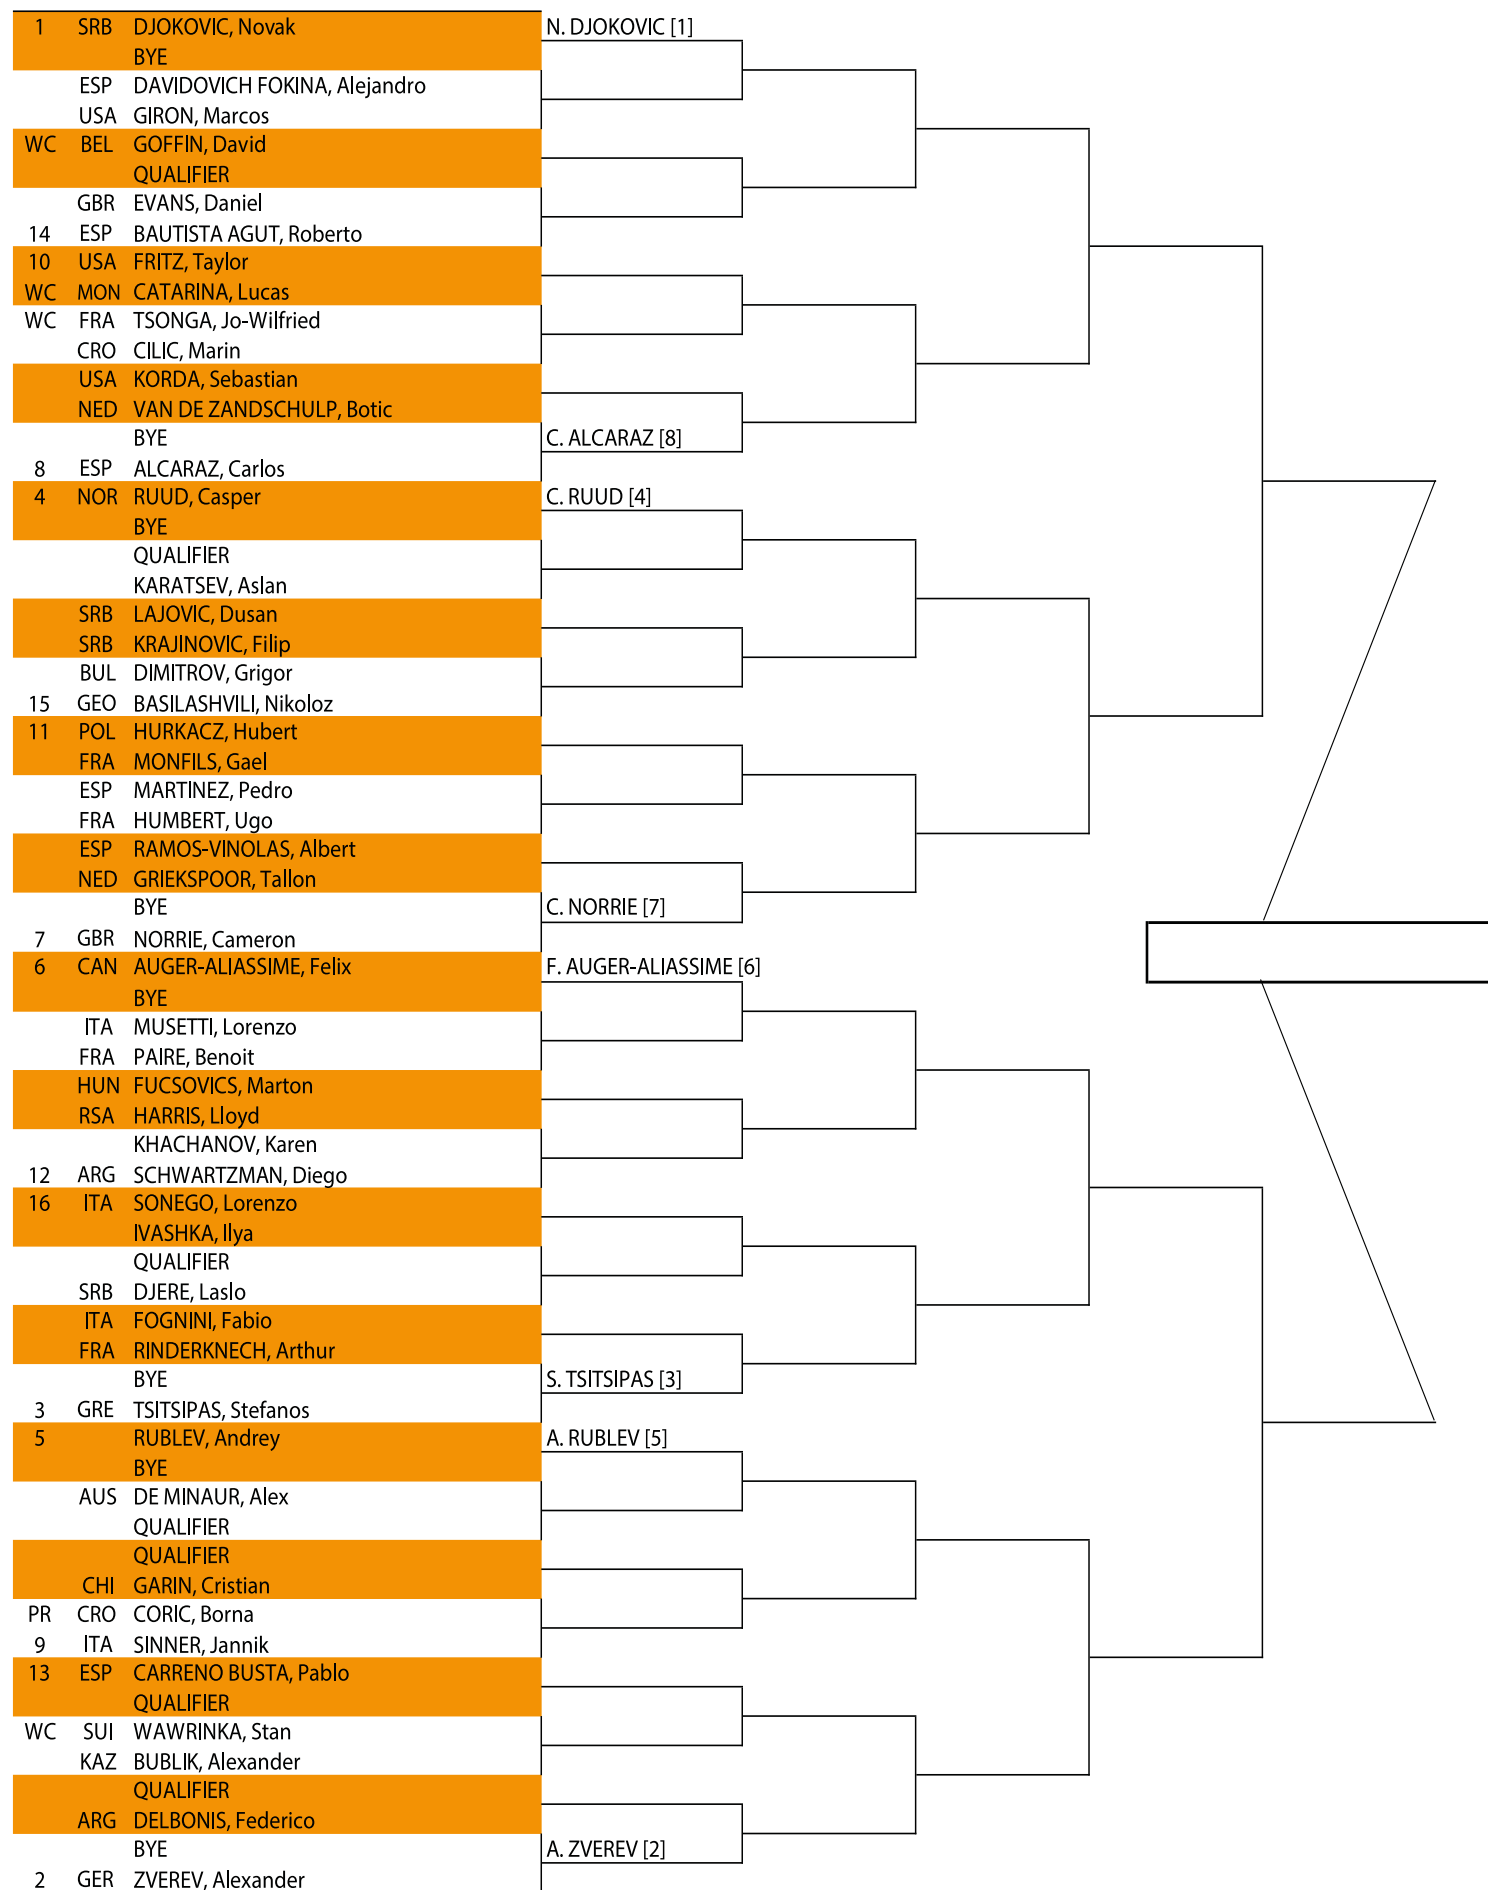 1 SRB DJOKOVIC, Novak N. DJOKOVIC [1]
BYE
ESP DAVIDOVICH FOKINA, Alejandro
USA GIRON, Marcos
WC BEL GOFFIN, David
QUALIFIER
GBR EVANS, Daniel
14 ESP BAUTISTA AGUT, Roberto
10 USA FRITZ, Taylor
WC MON CATARINA, Lucas
WC FRA TSONGA, Jo-Wilfried
CRO CILIC, Marin
USA KORDA, Sebastian
NED VAN DE ZANDSCHULP, Botic
BYE C. ALCARAZ [8]
8 ESP ALCARAZ, Carlos
4 NOR RUUD, Casper C. RUUD [4]
BYE
QUALIFIER
KARATSEV, Aslan
SRB LAJOVIC, Dusan
SRB KRAJINOVIC, Filip
BUL DIMITROV, Grigor
15 GEO BASILASHVILI, Nikoloz
11 POL HURKACZ, Hubert
FRA MONFILS, Gael
ESP MARTINEZ, Pedro
FRA HUMBERT, Ugo
ESP RAMOS-VINOLAS, Albert
NED GRIEKSPOOR, Tallon
BYE C. NORRIE [7]
7 GBR NORRIE, Cameron
6 CAN AUGER-ALIASSIME, Felix F. AUGER-ALIASSIME [6]
BYE
ITA MUSETTI, Lorenzo
FRA PAIRE, Benoit
HUN FUCSOVICS, Marton
RSA HARRIS, Lloyd
KHACHANOV, Karen
12 ARG SCHWARTZMAN, Diego
16 ITA SONEGO, Lorenzo
IVASHKA, Ilya
QUALIFIER
SRB DJERE, Laslo
ITA FOGNINI, Fabio
FRA RINDERKNECH, Arthur
BYE S. TSITSIPAS [3]
3 GRE TSITSIPAS, Stefanos
5 RUBLEV, Andrey A. RUBLEV [5]
BYE
AUS DE MINAUR, Alex
QUALIFIER
QUALIFIER
CHI GARIN, Cristian
PR CRO CORIC, Borna
9 ITA SINNER, Jannik
13 ESP CARRENO BUSTA, Pablo
QUALIFIER
WC SUI WAWRINKA, Stan
KAZ BUBLIK, Alexander
QUALIFIER
ARG DELBONIS, Federico
BYE A. ZVEREV [2]
2 GER ZVEREV, Alexander